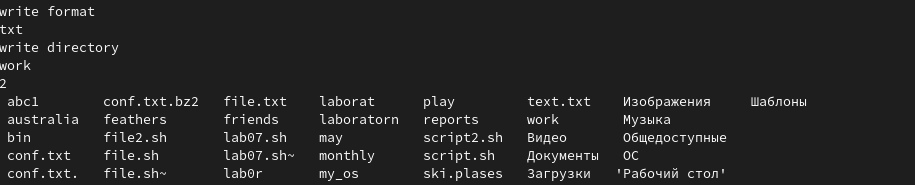 write format
txt
write directory
work
2
abc1 conf.txt.bz2 file.txt laborat play text.txt Изображения Шаблоны
australia feathers friends laboratorn reports work Музыка
bin file2.sh lab07.sh may script2.sh Видео Общедоступные
conf.txt file.sh lab07.sh~ monthly script.sh Документы ОС
conf.txt. file.sh~ lab0r my_os ski.plases Загрузки 'Рабочий стол'